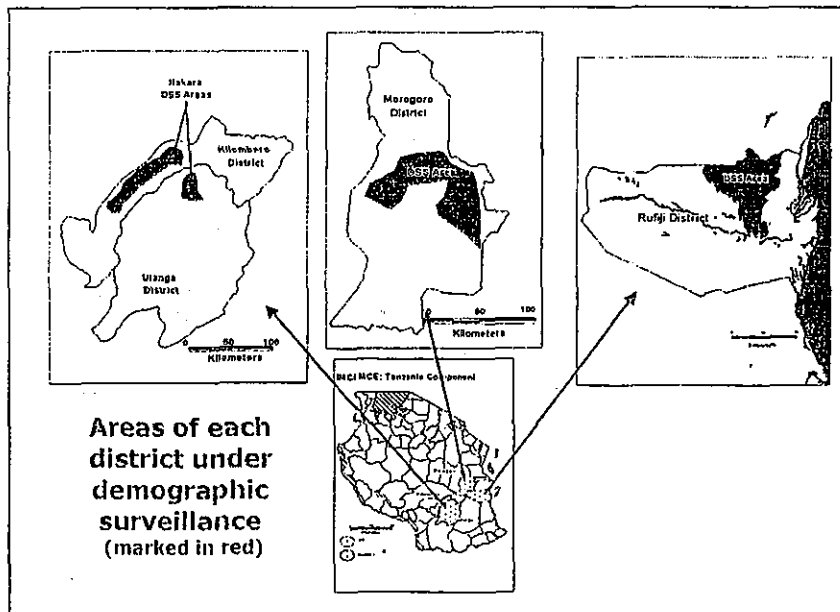 Ifakara
DSS Areas
Kilombero
District
Ulanga
District
0 50 100
Kilometers
Morogoro
District
DSS Area
0 50 100
Kilometers
DSS Area
Rufiji District
IMCI MCE: Tanzania Component
Areas of each
district under
demographic
surveillance
(marked in red)